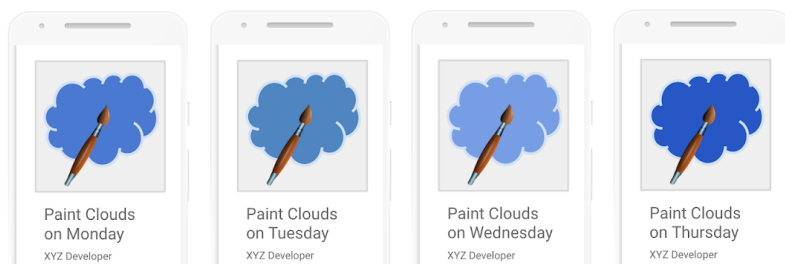 Paint Clouds
on Monday
XYZ Developer
Paint Clouds
on Tuesday
XYZ Developer
Paint Clouds
on Wednesday
XYZ Developer
Paint Clouds
on Thursday
XYZ Developer